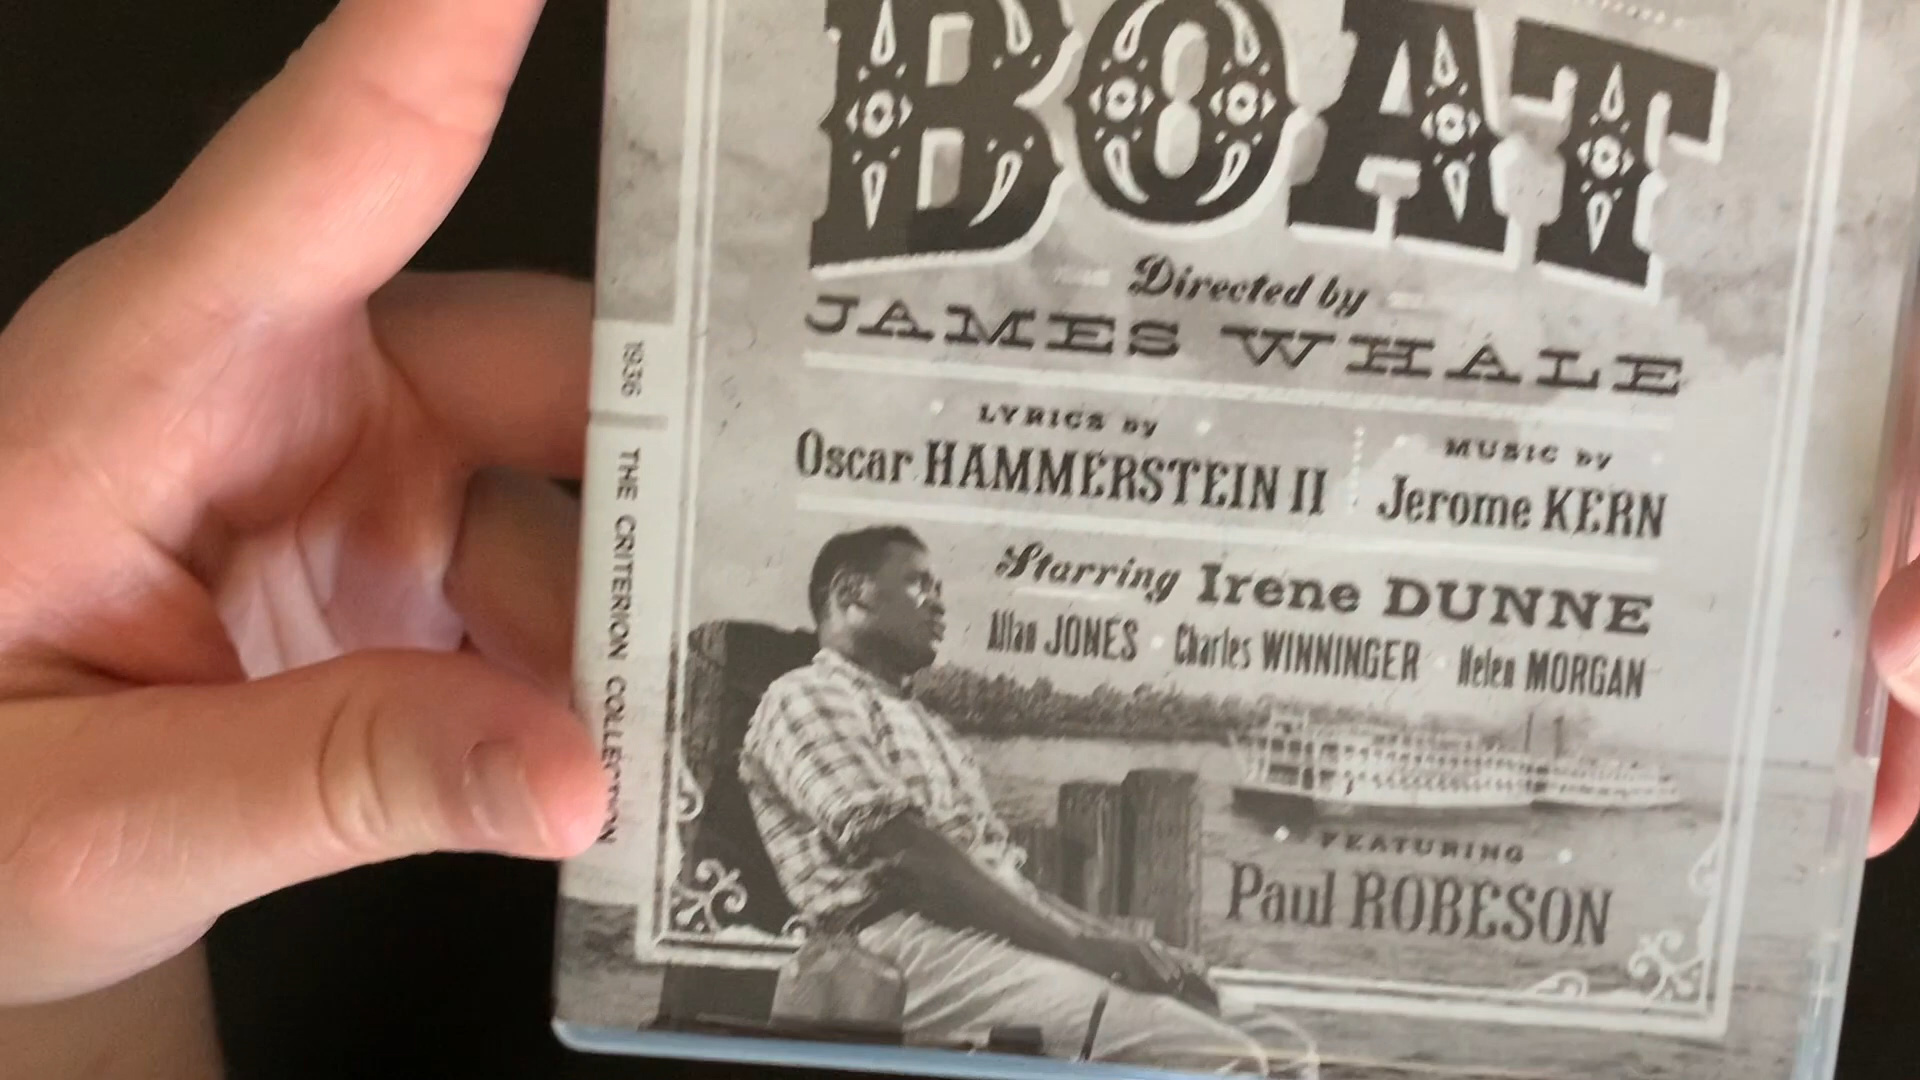 BOAT
Directed by
JAMES WHALE
LYRICS by
Oscar HAMMERSTEIN II
MUSIC by
Jerome KERN
Starring Irene DUNNE
Allan JONES • Charles WINNINGER • Helen MORGAN
FEATURING
Paul ROBESON
1936
THE CRITERION COLLECTION